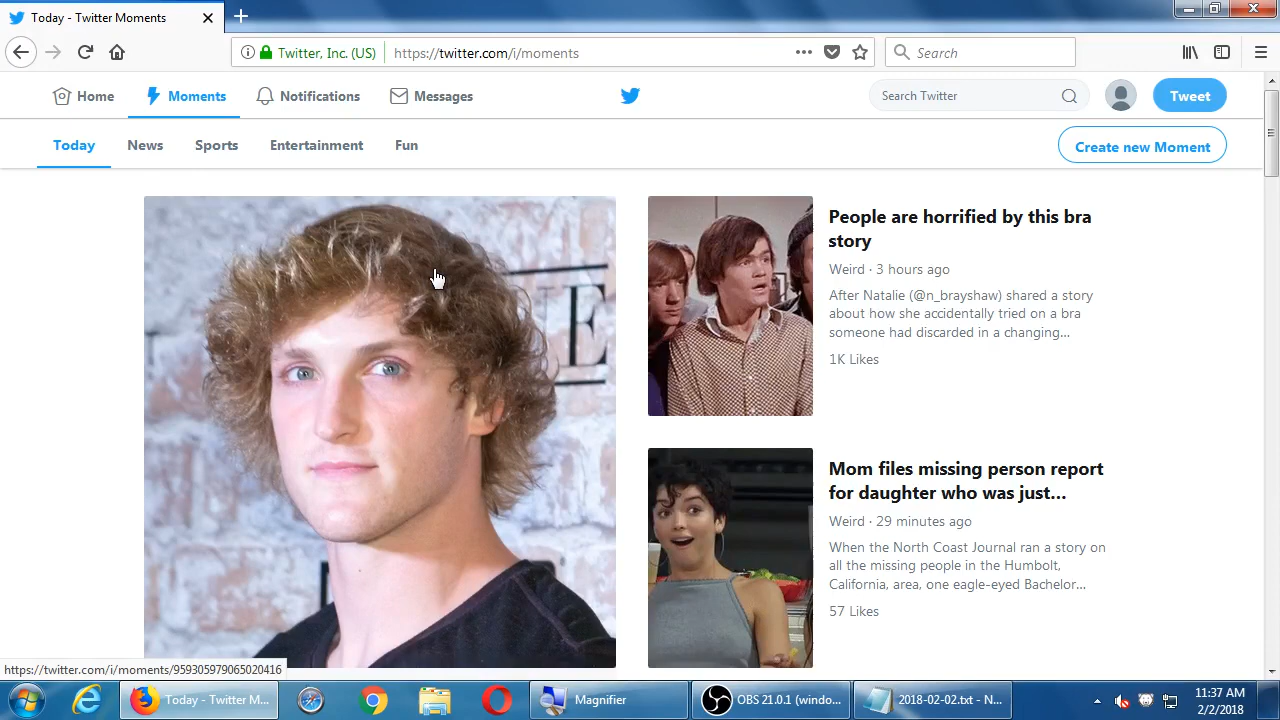 Today - Twitter Moments
Twitter, Inc. (US) https://twitter.com/i/moments Search
Home Moments Notifications Messages Search Twitter Tweet
Today News Sports Entertainment Fun Create new Moment
People are horrified by this bra
story
Weird · 3 hours ago
After Natalie (@n_brayshaw) shared a story
about how she accidentally tried on a bra
someone had discarded in a changing...
1K Likes
Mom files missing person report
for daughter who was just...
Weird · 29 minutes ago
When the North Coast Journal ran a story on
all the missing people in the Humbolt,
California, area, one eagle-eyed Bachelor...
57 Likes
https://twitter.com/i/moments/959305979065020416
Today - Twitter M... Magnifier OBS 21.0.1 (windo... 2018-02-02.txt - N... 11:37 AM
2/2/2018